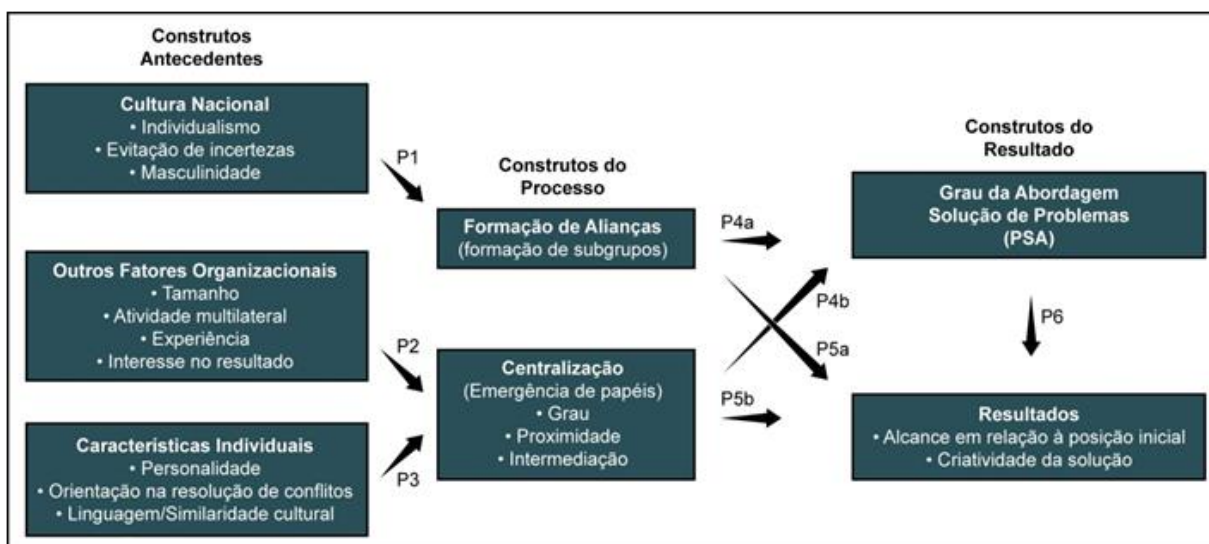 Construtos
Antecedentes
Cultura Nacional
• Individualismo
• Evitação de incertezas
• Masculinidade
P1
Outros Fatores Organizacionais
• Tamanho
• Atividade multilateral
• Experiência
• Interesse no resultado
P2
Características Individuais
• Personalidade
• Orientação na resolução de conflitos
• Linguagem/Similaridade cultural
P3
Construtos do
Processo
Formação de Alianças
(formação de subgrupos)
P4a
P4b
Centralização
(Emergência de papéis)
• Grau
• Proximidade
• Intermediação
P5a
P5b
Construtos do
Resultado
Grau da Abordagem
Solução de Problemas
(PSA)
P6
Resultados
• Alcance em relação à posição inicial
• Criatividade da solução